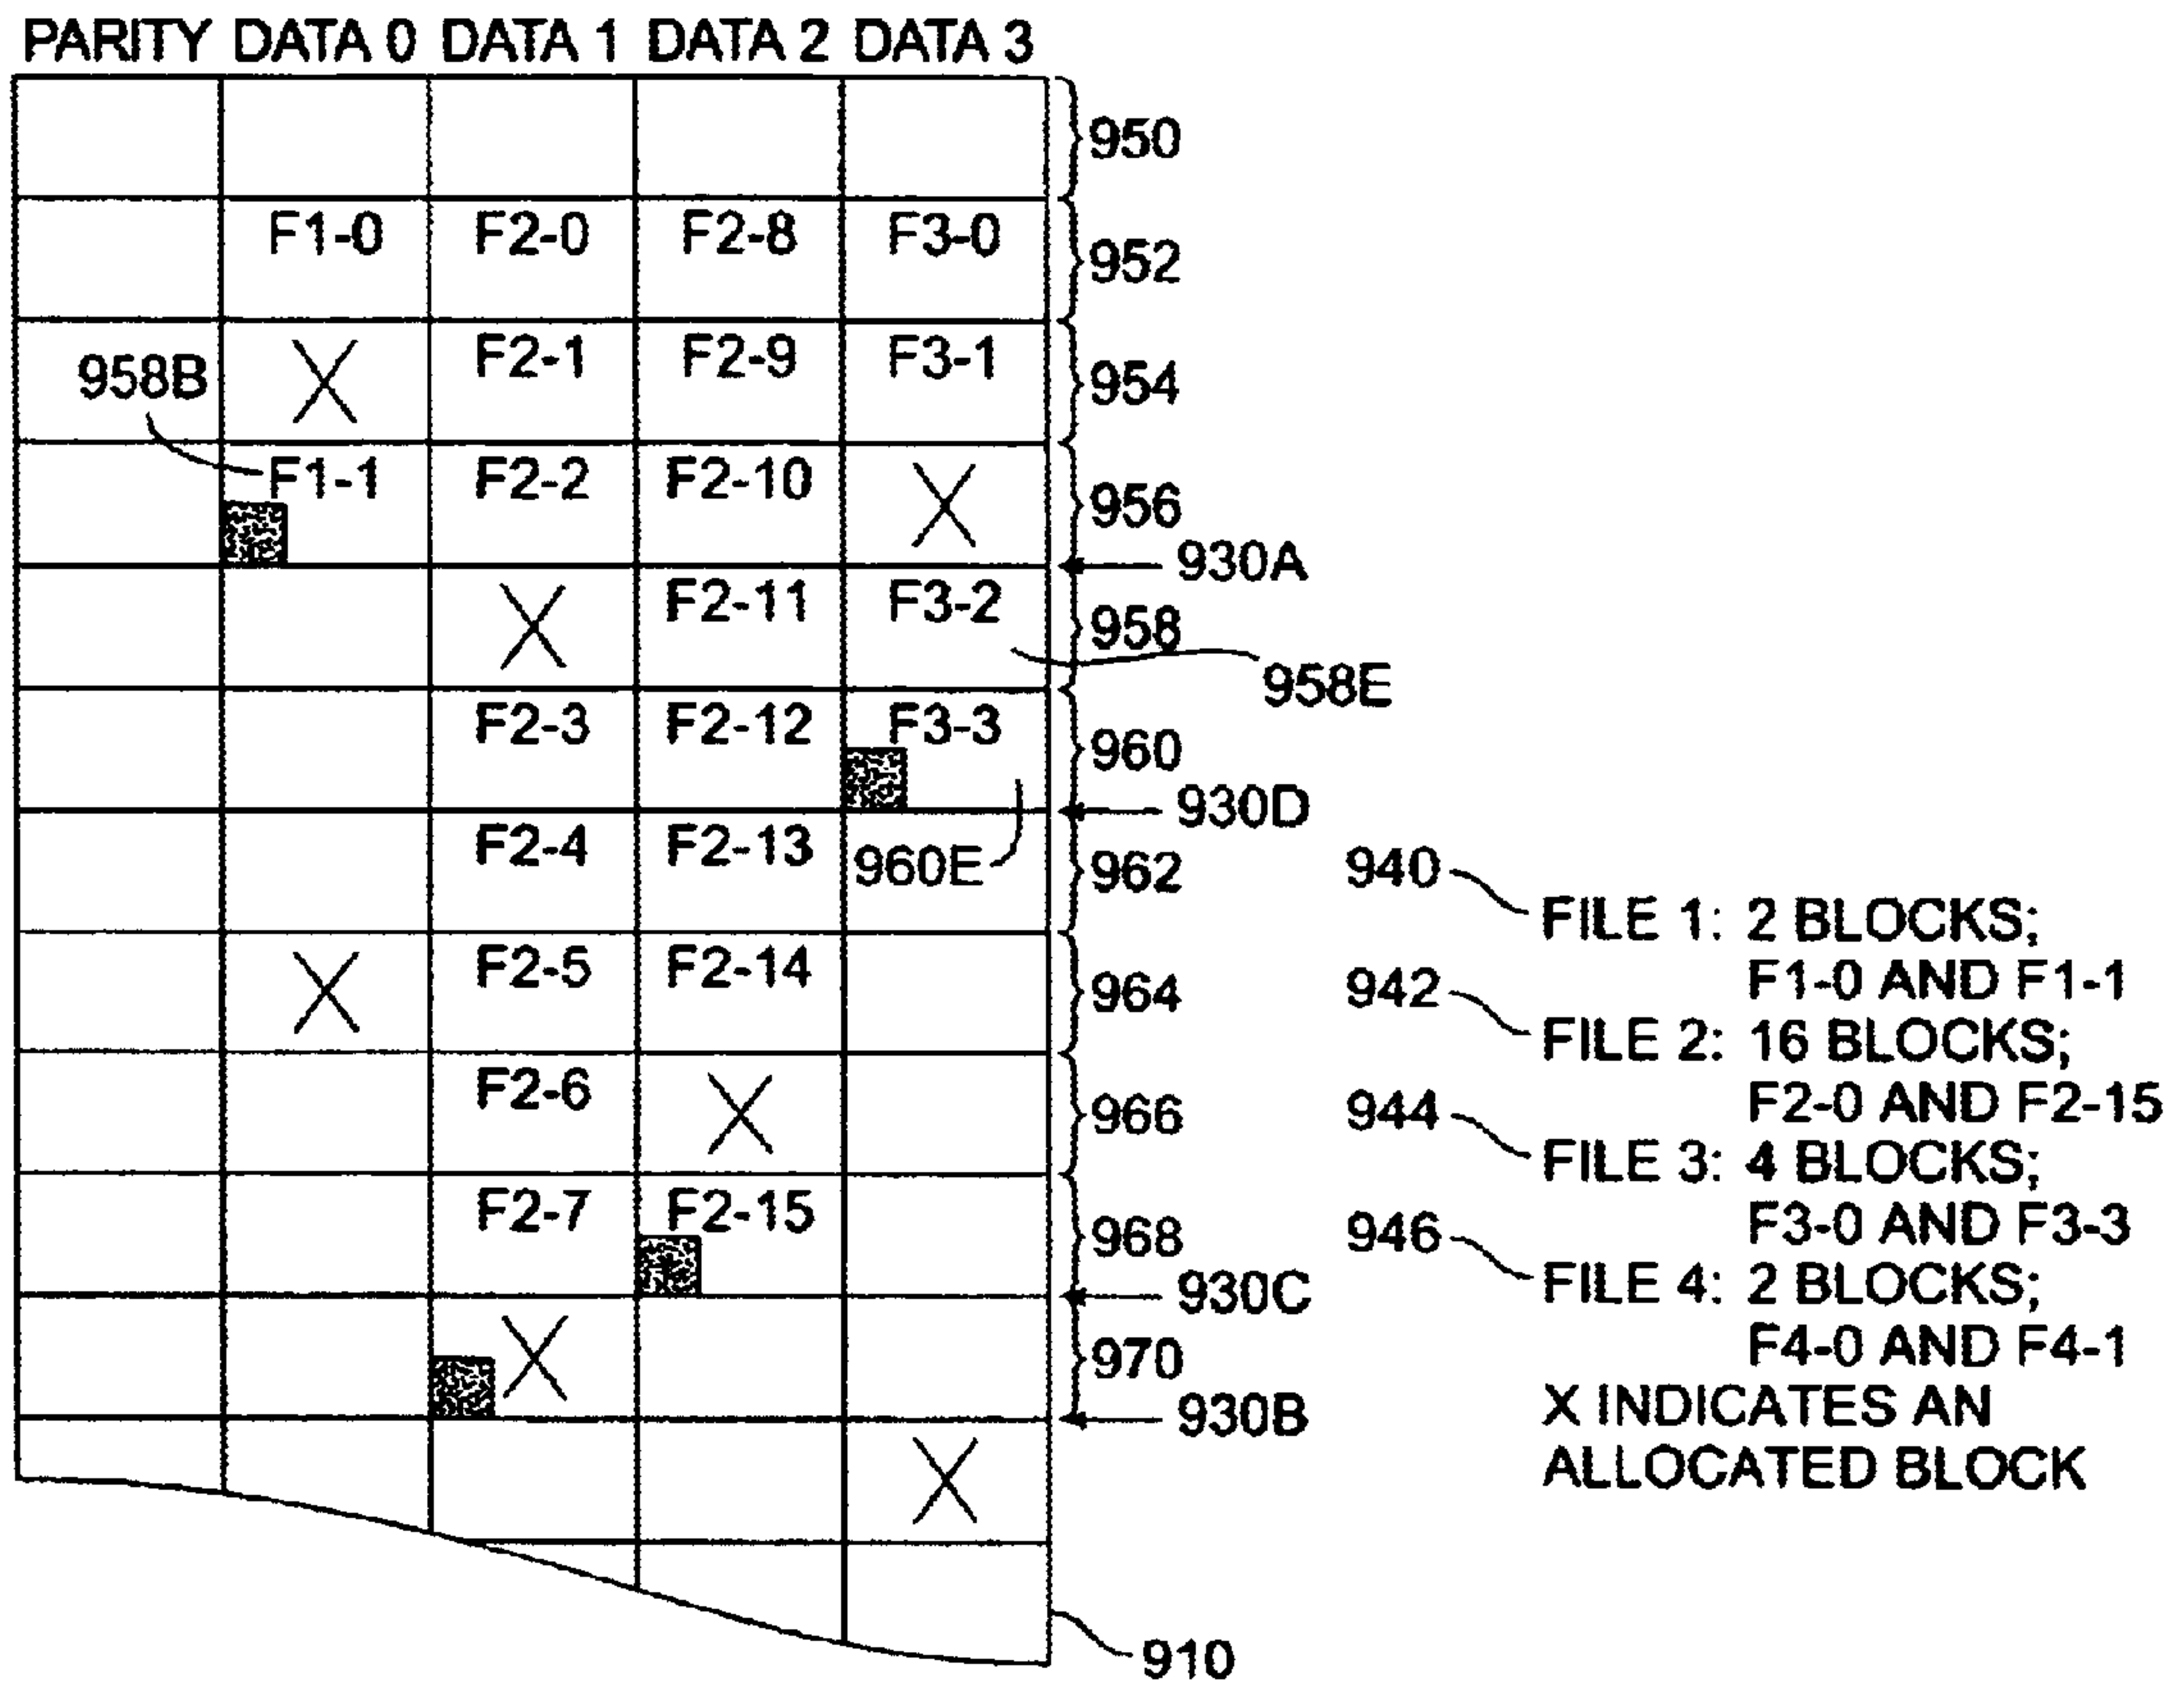 PARITY DATA 0 DATA 1 DATA 2 DATA 3
950
F1-0 F2-0 F2-8 F3-0
952
F2-1 F2-9 F3-1
958B
954
F1-1 F2-2 F2-10
956
930A
F2-11 F3-2
958
958E
F2-3 F2-12 F3-3
960
930D
F2-4 F2-13
960E
962
F2-5 F2-14
964
F2-6
966
F2-7 F2-15
968
930C
970
930B
910
940
FILE 1: 2 BLOCKS;
F1-0 AND F1-1
942
FILE 2: 16 BLOCKS;
F2-0 AND F2-15
944
FILE 3: 4 BLOCKS;
F3-0 AND F3-3
946
FILE 4: 2 BLOCKS;
F4-0 AND F4-1
X INDICATES AN
ALLOCATED BLOCK